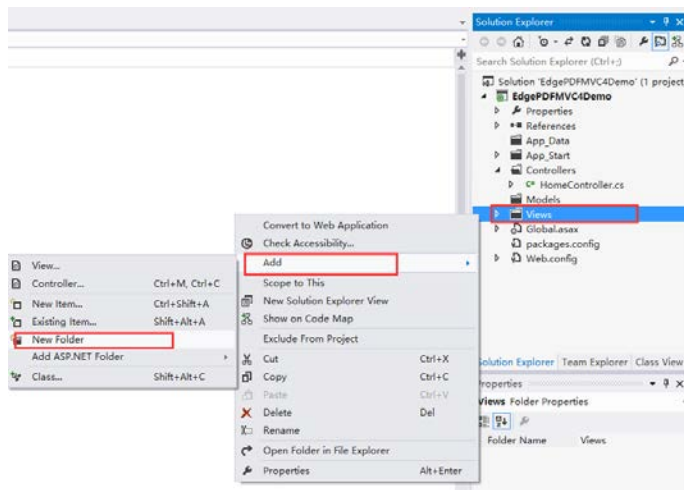 Solution Explorer
Search Solution Explorer (Ctrl+;)
Solution 'EdgePDFMVC4Demo' (1 project
EdgePDFMVC4Demo
Properties
References
App_Data
App_Start
Controllers
C# HomeController.cs
Models
Views
Global.asax
packages.config
Web.config
Convert to Web Application
Check Accessibility...
Add
Scope to This
New Solution Explorer View
Show on Code Map
Exclude From Project
Cut Ctrl+X
Copy Ctrl+C
Paste Ctrl+V
Delete Del
Rename
Open Folder in File Explorer
Properties Alt+Enter
View...
Controller... Ctrl+M, Ctrl+C
New Item... Ctrl+Shift+A
Existing Item... Shift+Alt+A
New Folder
Add ASP.NET Folder
Class... Shift+Alt+C
Solution Explorer Team Explorer Class View
Properties
Views Folder Properties
Folder Name Views